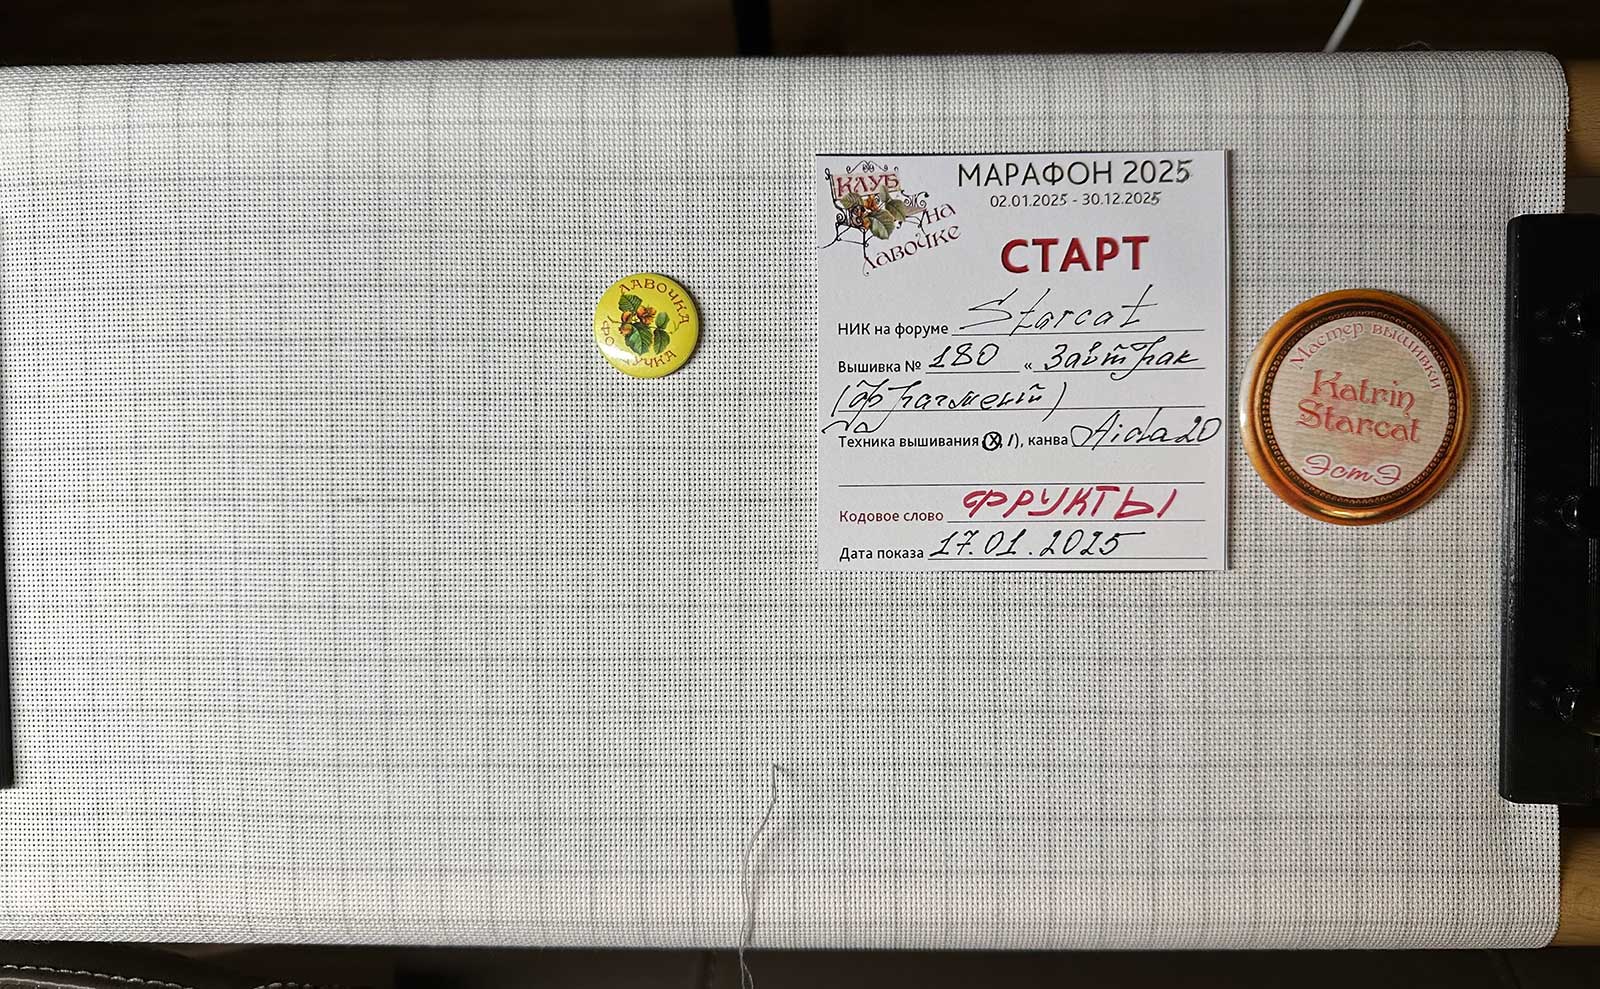 КЛУБ
на
лавочке
МАРАФОН 2025
02.01.2025 - 30.12.2025
СТАРТ
НИК на форуме Starcat
Вышивка № 180 « Завтрак
(фрагмент)
Техника вышивания (X, /), канва Aida 20
Кодовое слово ФРУКТЫ
Дата показа 17.01.2025
ЛАВОЧКА
Мастер вышивки
Katrin
Starcat
ЭстЭ